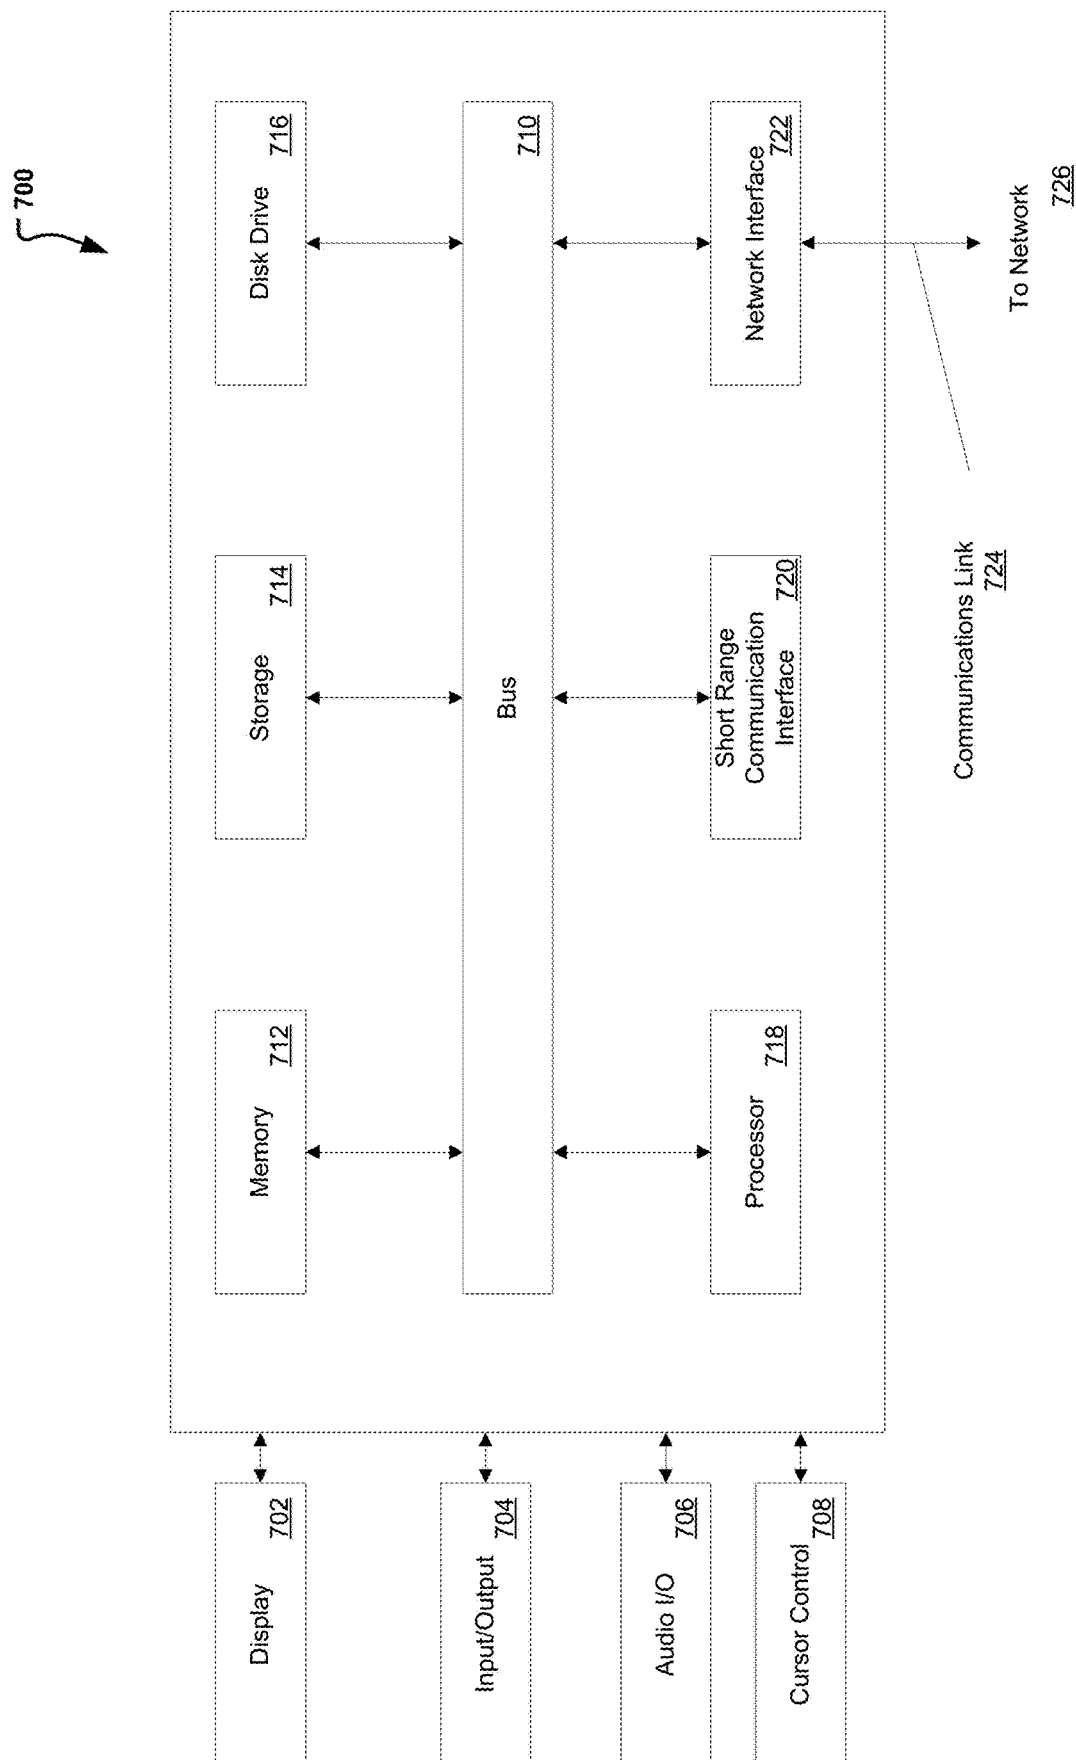 700
Display
702
Input/Output
704
Audio I/O
706
Cursor Control
708
Memory
712
Storage
714
Disk Drive
716
Bus
710
Processor
718
Short Range
Communication
Interface
720
Network Interface
722
Communications Link
724
To Network
726